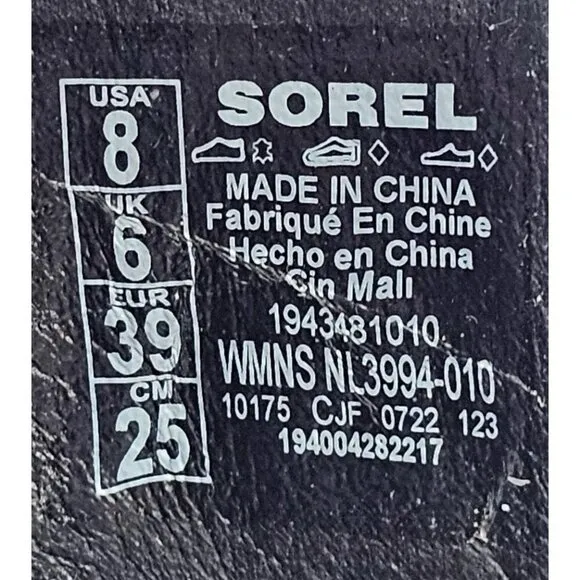 USA
8
UK
6
EUR
39
CM
25
SOREL
MADE IN CHINA
Fabriqué En Chine
Hecho en China
Çin Malı
1943481010
WMNS NL3994-010
10175 CJF 0722 123
194004282217